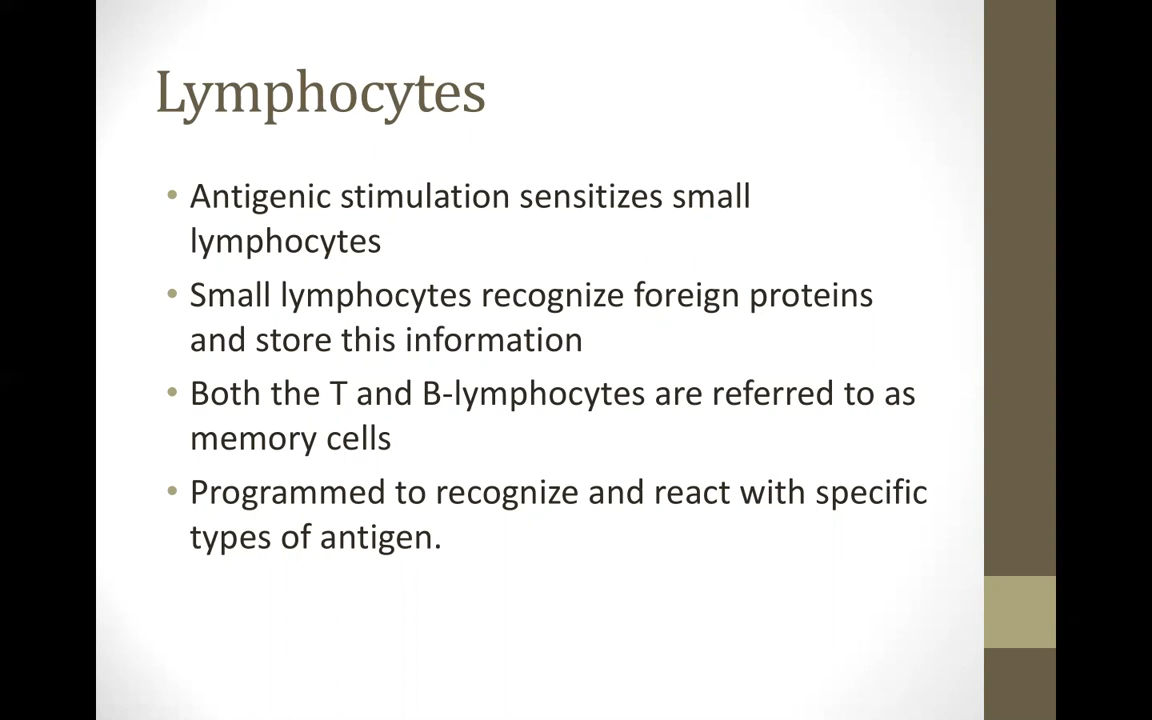 Lymphocytes
• Antigenic stimulation sensitizes small
lymphocytes
• Small lymphocytes recognize foreign proteins
and store this information
• Both the T and B-lymphocytes are referred to as
memory cells
• Programmed to recognize and react with specific
types of antigen.